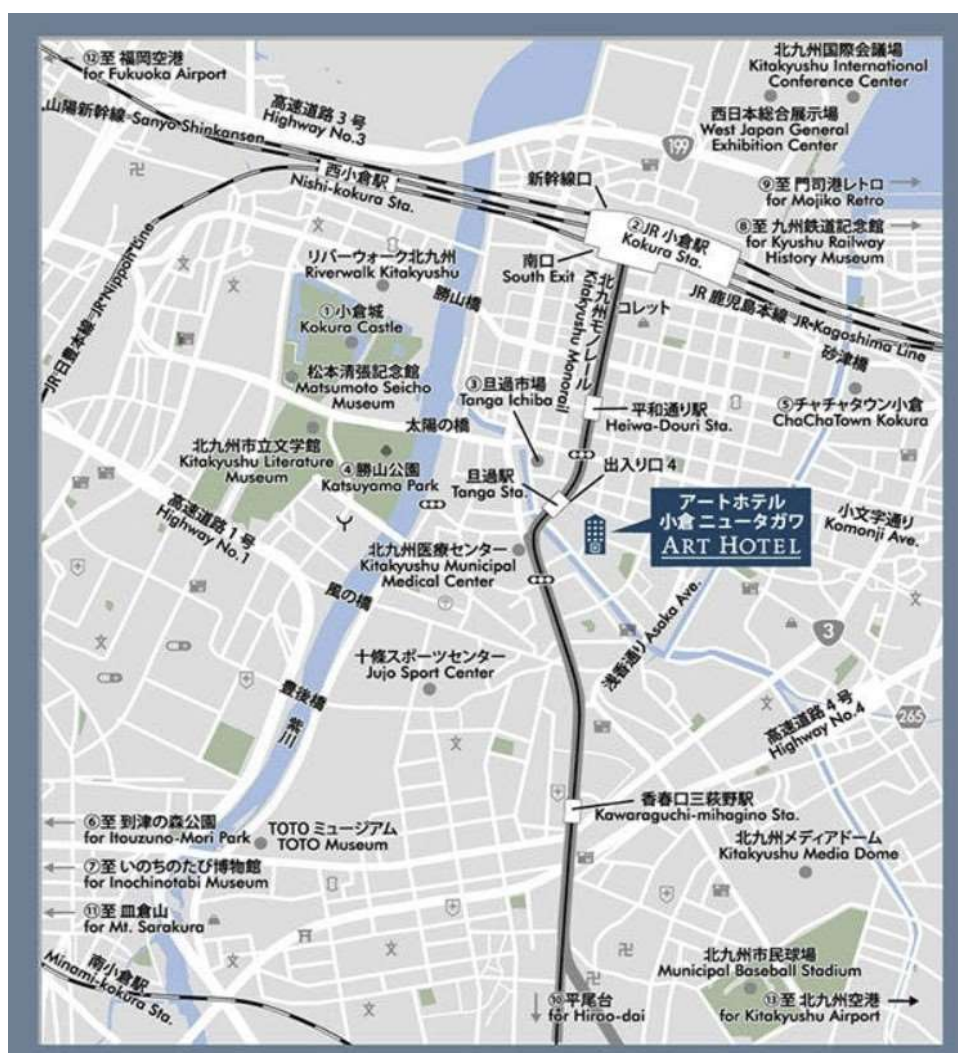 ⑫至 福岡空港
for Fukuoka Airport
北九州国際会議場
Kitakyushu International
Conference Center
高速道路3号
Highway No.3
山陽新幹線 Sanyo Shinkansen
西日本総合展示場
West Japan General
Exhibition Center
199
西小倉駅
Nishi-kokura Sta.
新幹線口
⑨至 門司港レトロ
for Mojiko Retro
②JR 小倉駅
Kokura Sta.
⑧至 九州鉄道記念館
for Kyushu Railway
History Museum
リバーウォーク北九州
Riverwalk Kitakyushu
南口
South Exit
勝山橋
北九州モノレール
Kitakyushu Monorail
コレット
JR 鹿児島本線 JR-Kagoshima Line
JR日豊本線 JR-Nippoh Line
①小倉城
Kokura Castle
砂津橋
松本清張記念館
Matsumoto Seicho
Museum
③旦過市場
Tanga Ichiba
平和通り駅
Heiwa-Douri Sta.
⑤チャチャタウン小倉
ChaChaTown Kokura
太陽の橋
北九州市立文学館
Kitakyushu Literature
Museum
④勝山公園
Katsuyama Park
旦過駅
Tanga Sta.
出入り口 4
アートホテル
小倉 ニュータガワ
ART HOTEL
小文字通り
Komonji Ave.
高速道路1号
Highway No.1
北九州医療センター
Kitakyushu Municipal
Medical Center
風の橋
浅香通り Asaka Ave.
3
十條スポーツセンター
Jujo Sport Center
豊後橋
紫川
265
高速道路4号
Highway No.4
香春口三萩野駅
Kawaraguchi-mihagino Sta.
⑥至 到津の森公園
for Itouzuno-Mori Park
TOTO ミュージアム
TOTO Museum
北九州メディアドーム
Kitakyushu Media Dome
⑦至 いのちのたび博物館
for Inochinotabi Museum
⑪至 皿倉山
for Mt. Sarakura
南小倉駅
Minami-kokura Sta.
北九州市民球場
Municipal Baseball Stadium
⑩平尾台
for Hirao-dai
⑬至 北九州空港
for Kitakyushu Airport